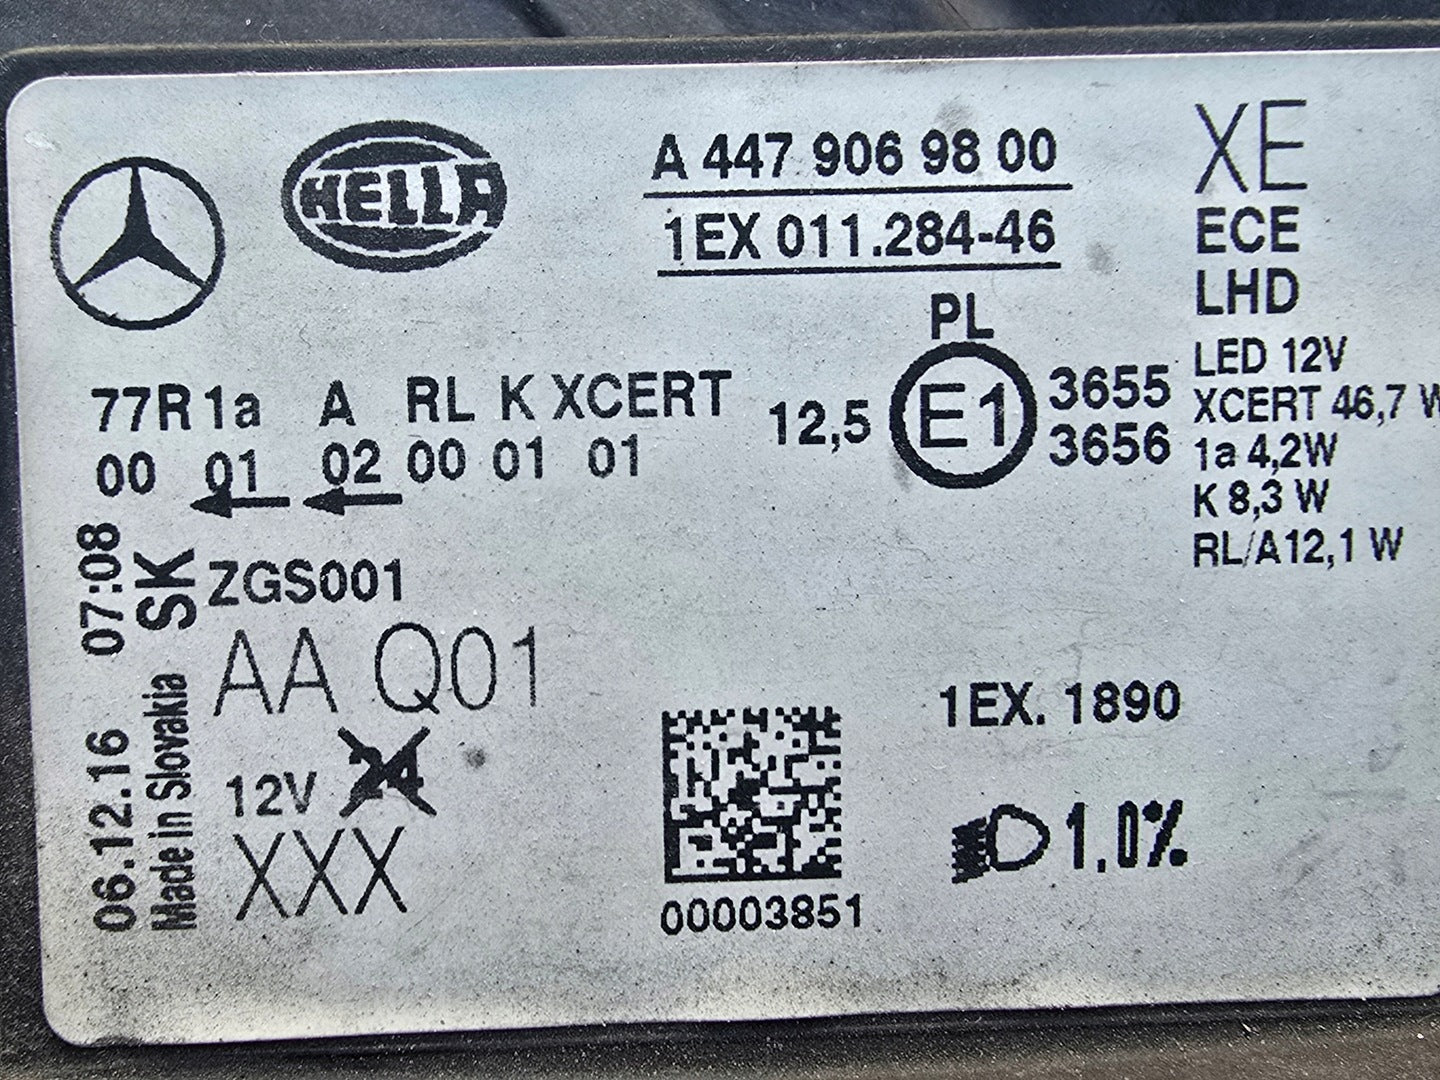 HELLA
A 447 906 98 00
1EX 011.284-46
XE
ECE
LHD
LED 12V
XCERT 46,7 W
1a 4,2W
K 8,3 W
RL/A12,1 W
PL
12,5 E1 3655
3656
77R 1a A RL K XCERT
00 01 02 00 01 01
06.12.16 07:08
Made in Slovakia SK
ZGS001
AA Q01
12V 24
XXX
00003851
1EX. 1890
1.0%